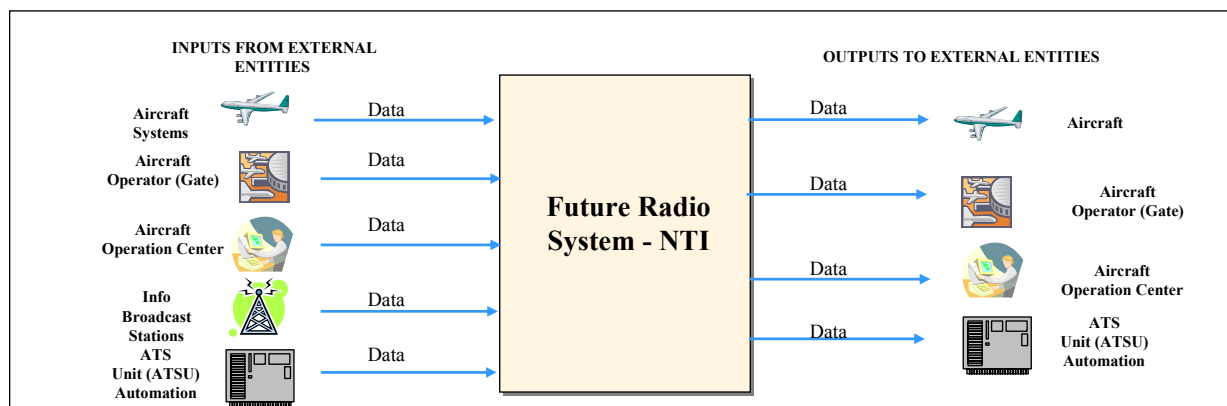 INPUTS FROM EXTERNAL
ENTITIES
Aircraft
Systems
Data
Aircraft
Operator (Gate)
Data
Aircraft
Operation Center
Data
Info
Broadcast
Stations
Data
ATS
Unit (ATSU)
Automation
Data
Future Radio
System - NTI
OUTPUTS TO EXTERNAL ENTITIES
Data
Aircraft
Data
Aircraft
Operator (Gate)
Data
Aircraft
Operation Center
Data
ATS
Unit (ATSU)
Automation